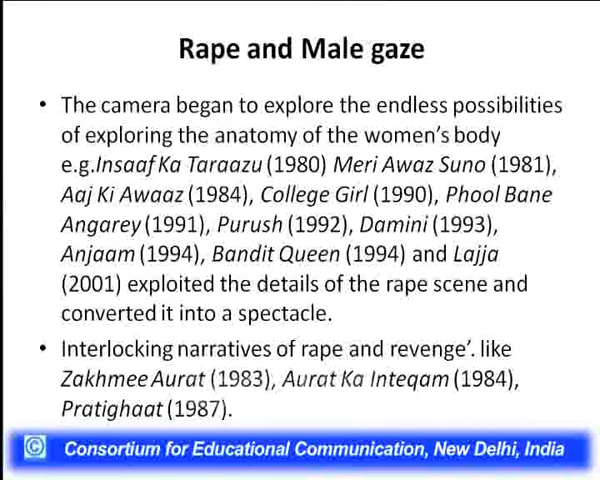 Rape and Male gaze
• The camera began to explore the endless possibilities
of exploring the anatomy of the women's body
e.g.Insaaf Ka Taraazu (1980) Meri Awaz Suno (1981),
Aaj Ki Awaaz (1984), College Girl (1990), Phool Bane
Angarey (1991), Purush (1992), Damini (1993),
Anjaam (1994), Bandit Queen (1994) and Lajja
(2001) exploited the details of the rape scene and
converted it into a spectacle.
• Interlocking narratives of rape and revenge'. like
Zakhmee Aurat (1983), Aurat Ka Inteqam (1984),
Pratighaat (1987).
© Consortium for Educational Communication, New Delhi, India